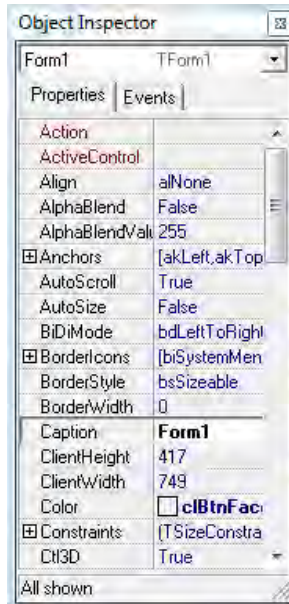 Object Inspector
Form1 TForm1
Properties Events
Action
ActiveControl
Align alNone
AlphaBlend False
AlphaBlendValu 255
Anchors [akLeft,akTop
AutoScroll True
AutoSize False
BiDiMode bdLeftToRight
BorderIcons [biSystemMen
BorderStyle bsSizeable
BorderWidth 0
Caption Form1
ClientHeight 417
ClientWidth 749
Color clBtnFac
Constraints (TSizeConstra
Ctl3D True
All shown